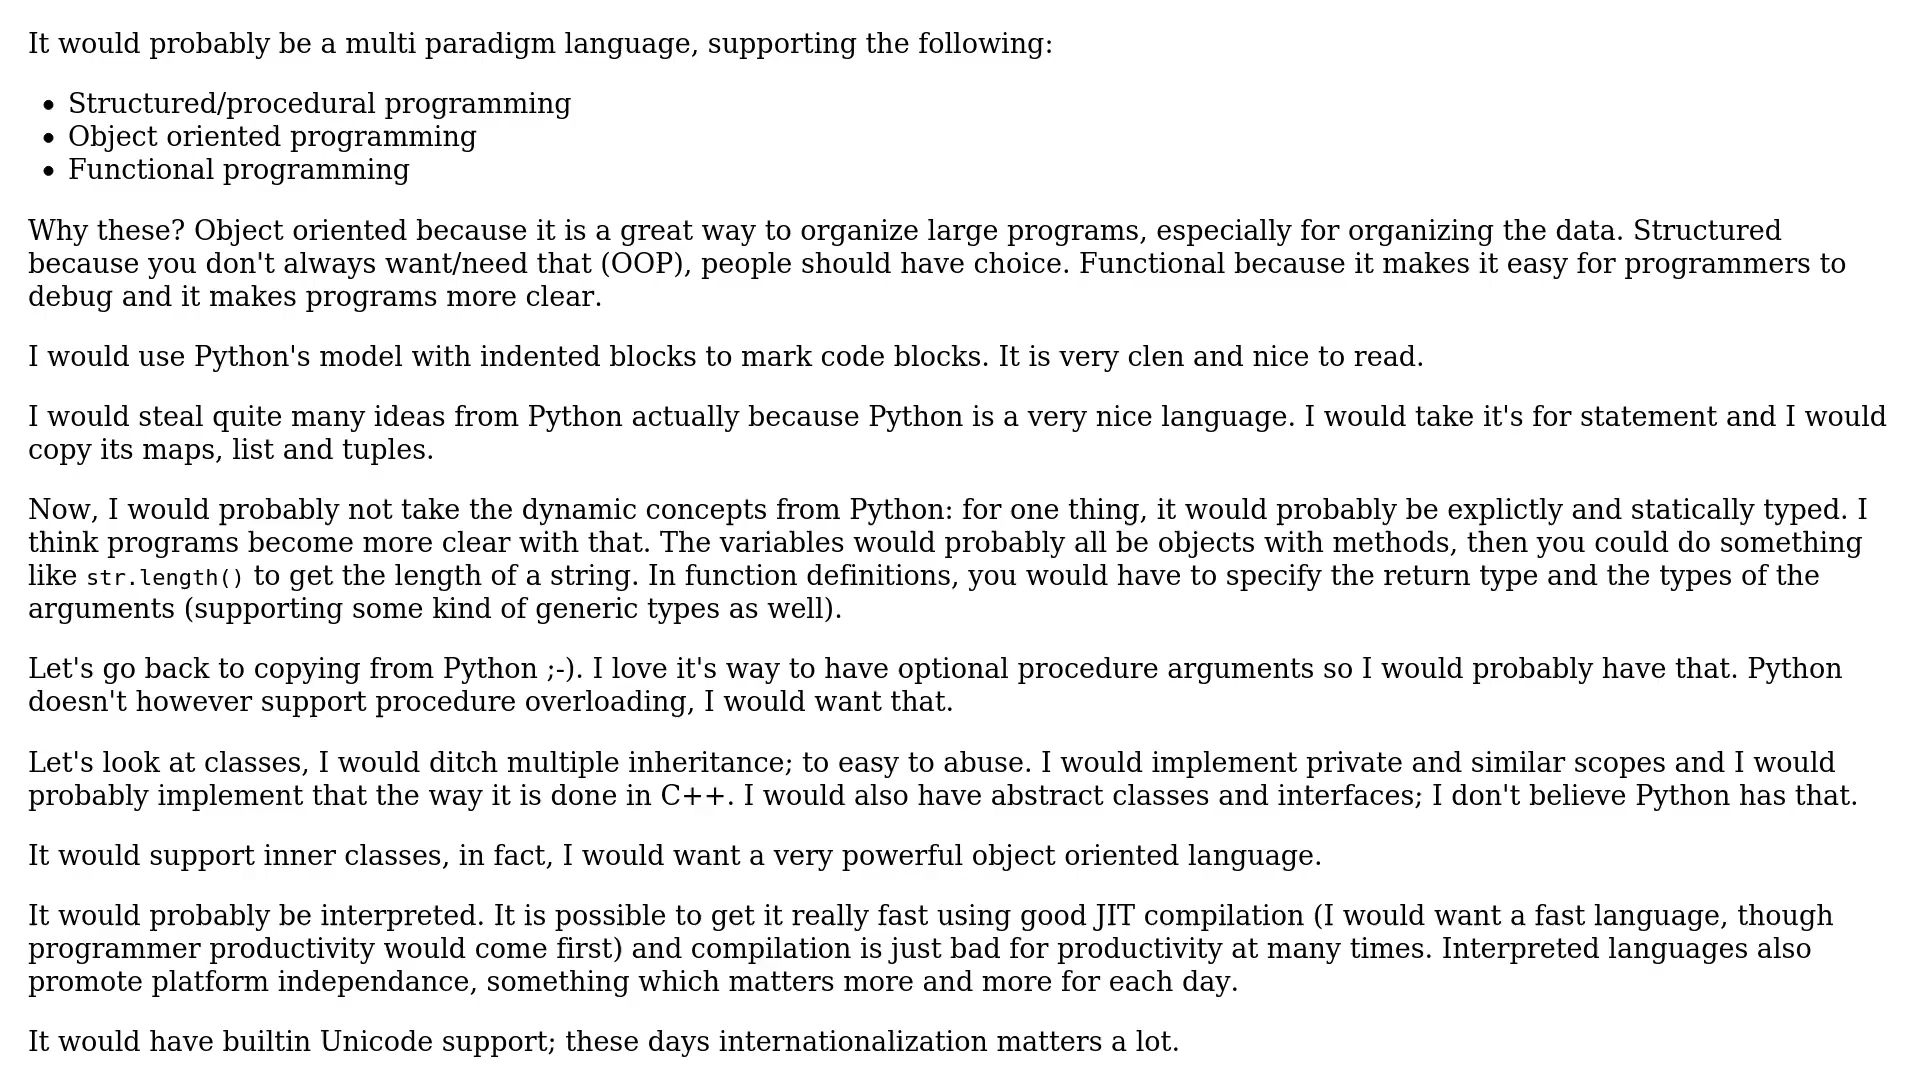 It would probably be a multi paradigm language, supporting the following:
• Structured/procedural programming
• Object oriented programming
• Functional programming
Why these? Object oriented because it is a great way to organize large programs, especially for organizing the data. Structured
because you don't always want/need that (OOP), people should have choice. Functional because it makes it easy for programmers to
debug and it makes programs more clear.
I would use Python's model with indented blocks to mark code blocks. It is very clen and nice to read.
I would steal quite many ideas from Python actually because Python is a very nice language. I would take it's for statement and I would
copy its maps, list and tuples.
Now, I would probably not take the dynamic concepts from Python: for one thing, it would probably be explictly and statically typed. I
think programs become more clear with that. The variables would probably all be objects with methods, then you could do something
like str.length() to get the length of a string. In function definitions, you would have to specify the return type and the types of the
arguments (supporting some kind of generic types as well).
Let's go back to copying from Python ;-). I love it's way to have optional procedure arguments so I would probably have that. Python
doesn't however support procedure overloading, I would want that.
Let's look at classes, I would ditch multiple inheritance; to easy to abuse. I would implement private and similar scopes and I would
probably implement that the way it is done in C++. I would also have abstract classes and interfaces; I don't believe Python has that.
It would support inner classes, in fact, I would want a very powerful object oriented language.
It would probably be interpreted. It is possible to get it really fast using good JIT compilation (I would want a fast language, though
programmer productivity would come first) and compilation is just bad for productivity at many times. Interpreted languages also
promote platform independance, something which matters more and more for each day.
It would have builtin Unicode support; these days internationalization matters a lot.